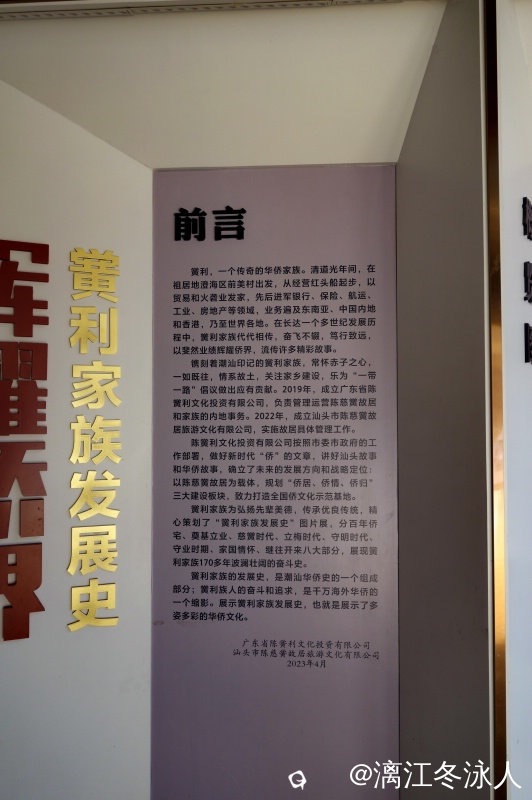 辉耀侨界
黉利家族发展史
前言
黉利，一个传奇的华侨家族。清道光年间，在
祖居地澄海区前美村出发，从经营红头船起步，以
贸易和火砻业发家，先后进军银行、保险、航运、
工业、房地产等领域，业务遍及东南亚、中国内地
和香港，乃至世界各地。在长达一个多世纪发展历
程中，黉利家族代代相传，奋飞不辍，笃行致远，
以斐然业绩辉耀侨界，流传许多精彩故事。
镌刻着潮汕印记的黉利家族，常怀赤子之心，
一如既往，情系故土，关注家乡建设，乐为“一带
一路”倡议做出应有贡献。2019年，成立广东省陈
黉利文化投资有限公司，负责管理运营陈慈黉故居
和家族的内地事务。2022年，成立汕头市陈慈黉故
居旅游文化有限公司，实施故居具体管理工作。
陈黉利文化投资有限公司按照市委市政府的工
作部署，做好新时代“侨”的文章，讲好汕头故事
和华侨故事，确立了未来的发展方向和战略定位：
以陈慈黉故居为载体，规划“侨居、侨情、侨归”
三大建设板块，致力打造全国侨文化示范基地。
黉利家族为弘扬先辈美德，传承优良传统，精
心策划了“黉利家族发展史”图片展，分百年侨
宅、奠基立业、慈黉时代、立梅时代、守明时代、
守业时期、家国情怀、继往开来八大部分，展现黉
利家族170多年波澜壮阔的奋斗史。
黉利家族的发展史，是潮汕华侨史的一个组成
部分；黉利族人的奋斗和追求，是千万海外华侨的
一个缩影。展示黉利家族发展史，也就是展示了多
姿多彩的华侨文化。
广东省陈黉利文化投资有限公司
汕头市陈慈黉故居旅游文化有限公司
2023年4月
@漓江冬泳人